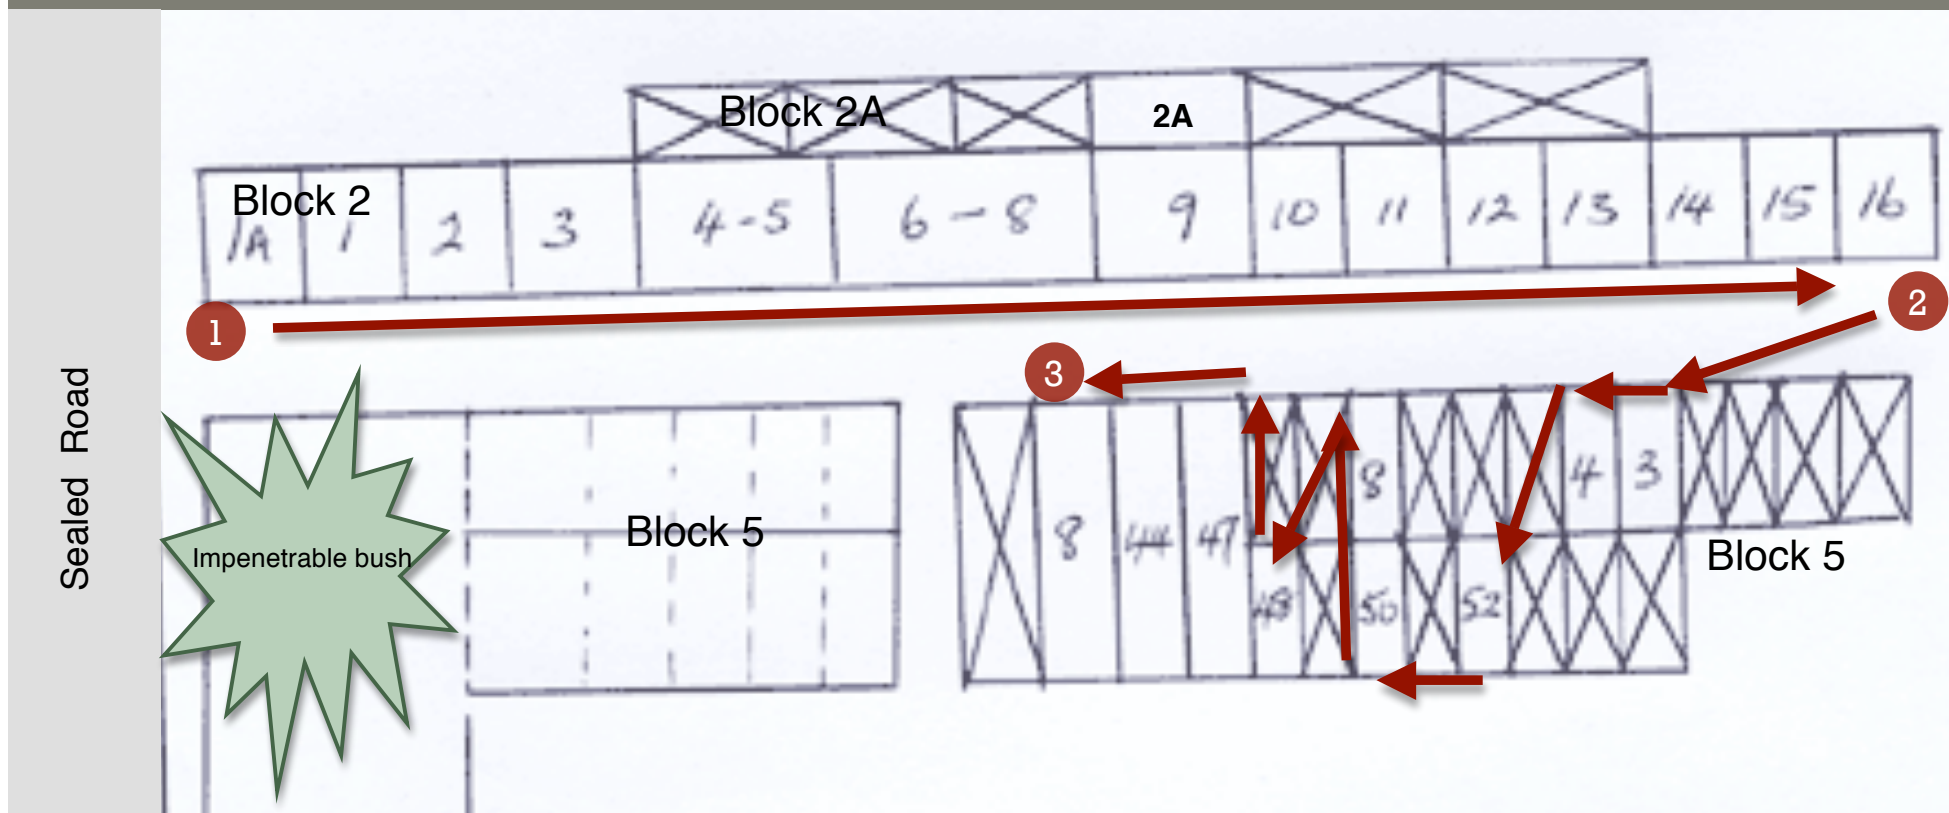 Sealed Road
Block 2A
2A
Block 2
1A 1 2 3 4-5 6-8 9 10 11 12 13 14 15 16
1
2
3
8 44 47 8 4 3
48 50 52
Block 5
Block 5
Impenetrable bush